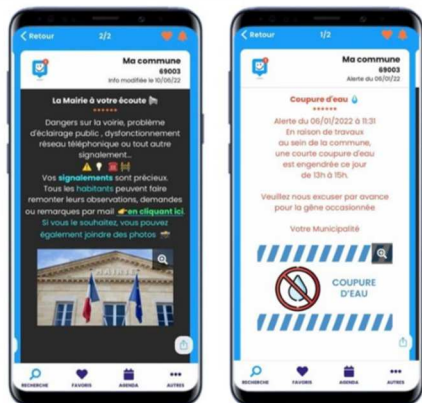 Retour
2/2
Ma commune
69003
Info modifiée le 10/06/22
La Mairie à votre écoute
Dangers sur la voirie, problème
d'éclairage public , dysfonctionnement
réseau téléphonique ou tout autre
signalement...
Vos signalements sont précieux.
Tous les habitants peuvent faire
remonter leurs observations, demandes
ou remarques par mail 👉en cliquant ici.
Si vous le souhaitez, vous pouvez
également joindre des photos
MAIRIE
RECHERCHE
FAVORIS
AGENDA
AUTRES
Retour
1/2
Ma commune
69003
Alerte du 06/01/22
Coupure d'eau
******
Alerte du 06/01/2022 à 11:31
En raison de travaux
au sein de la commune,
une courte coupure d'eau
est engendrée ce jour
de 13h à 15h.
Veuillez nous excuser par avance
pour la gêne occasionnée
Votre Municipalité
COUPURE
D'EAU
RECHERCHE
FAVORIS
AGENDA
AUTRES